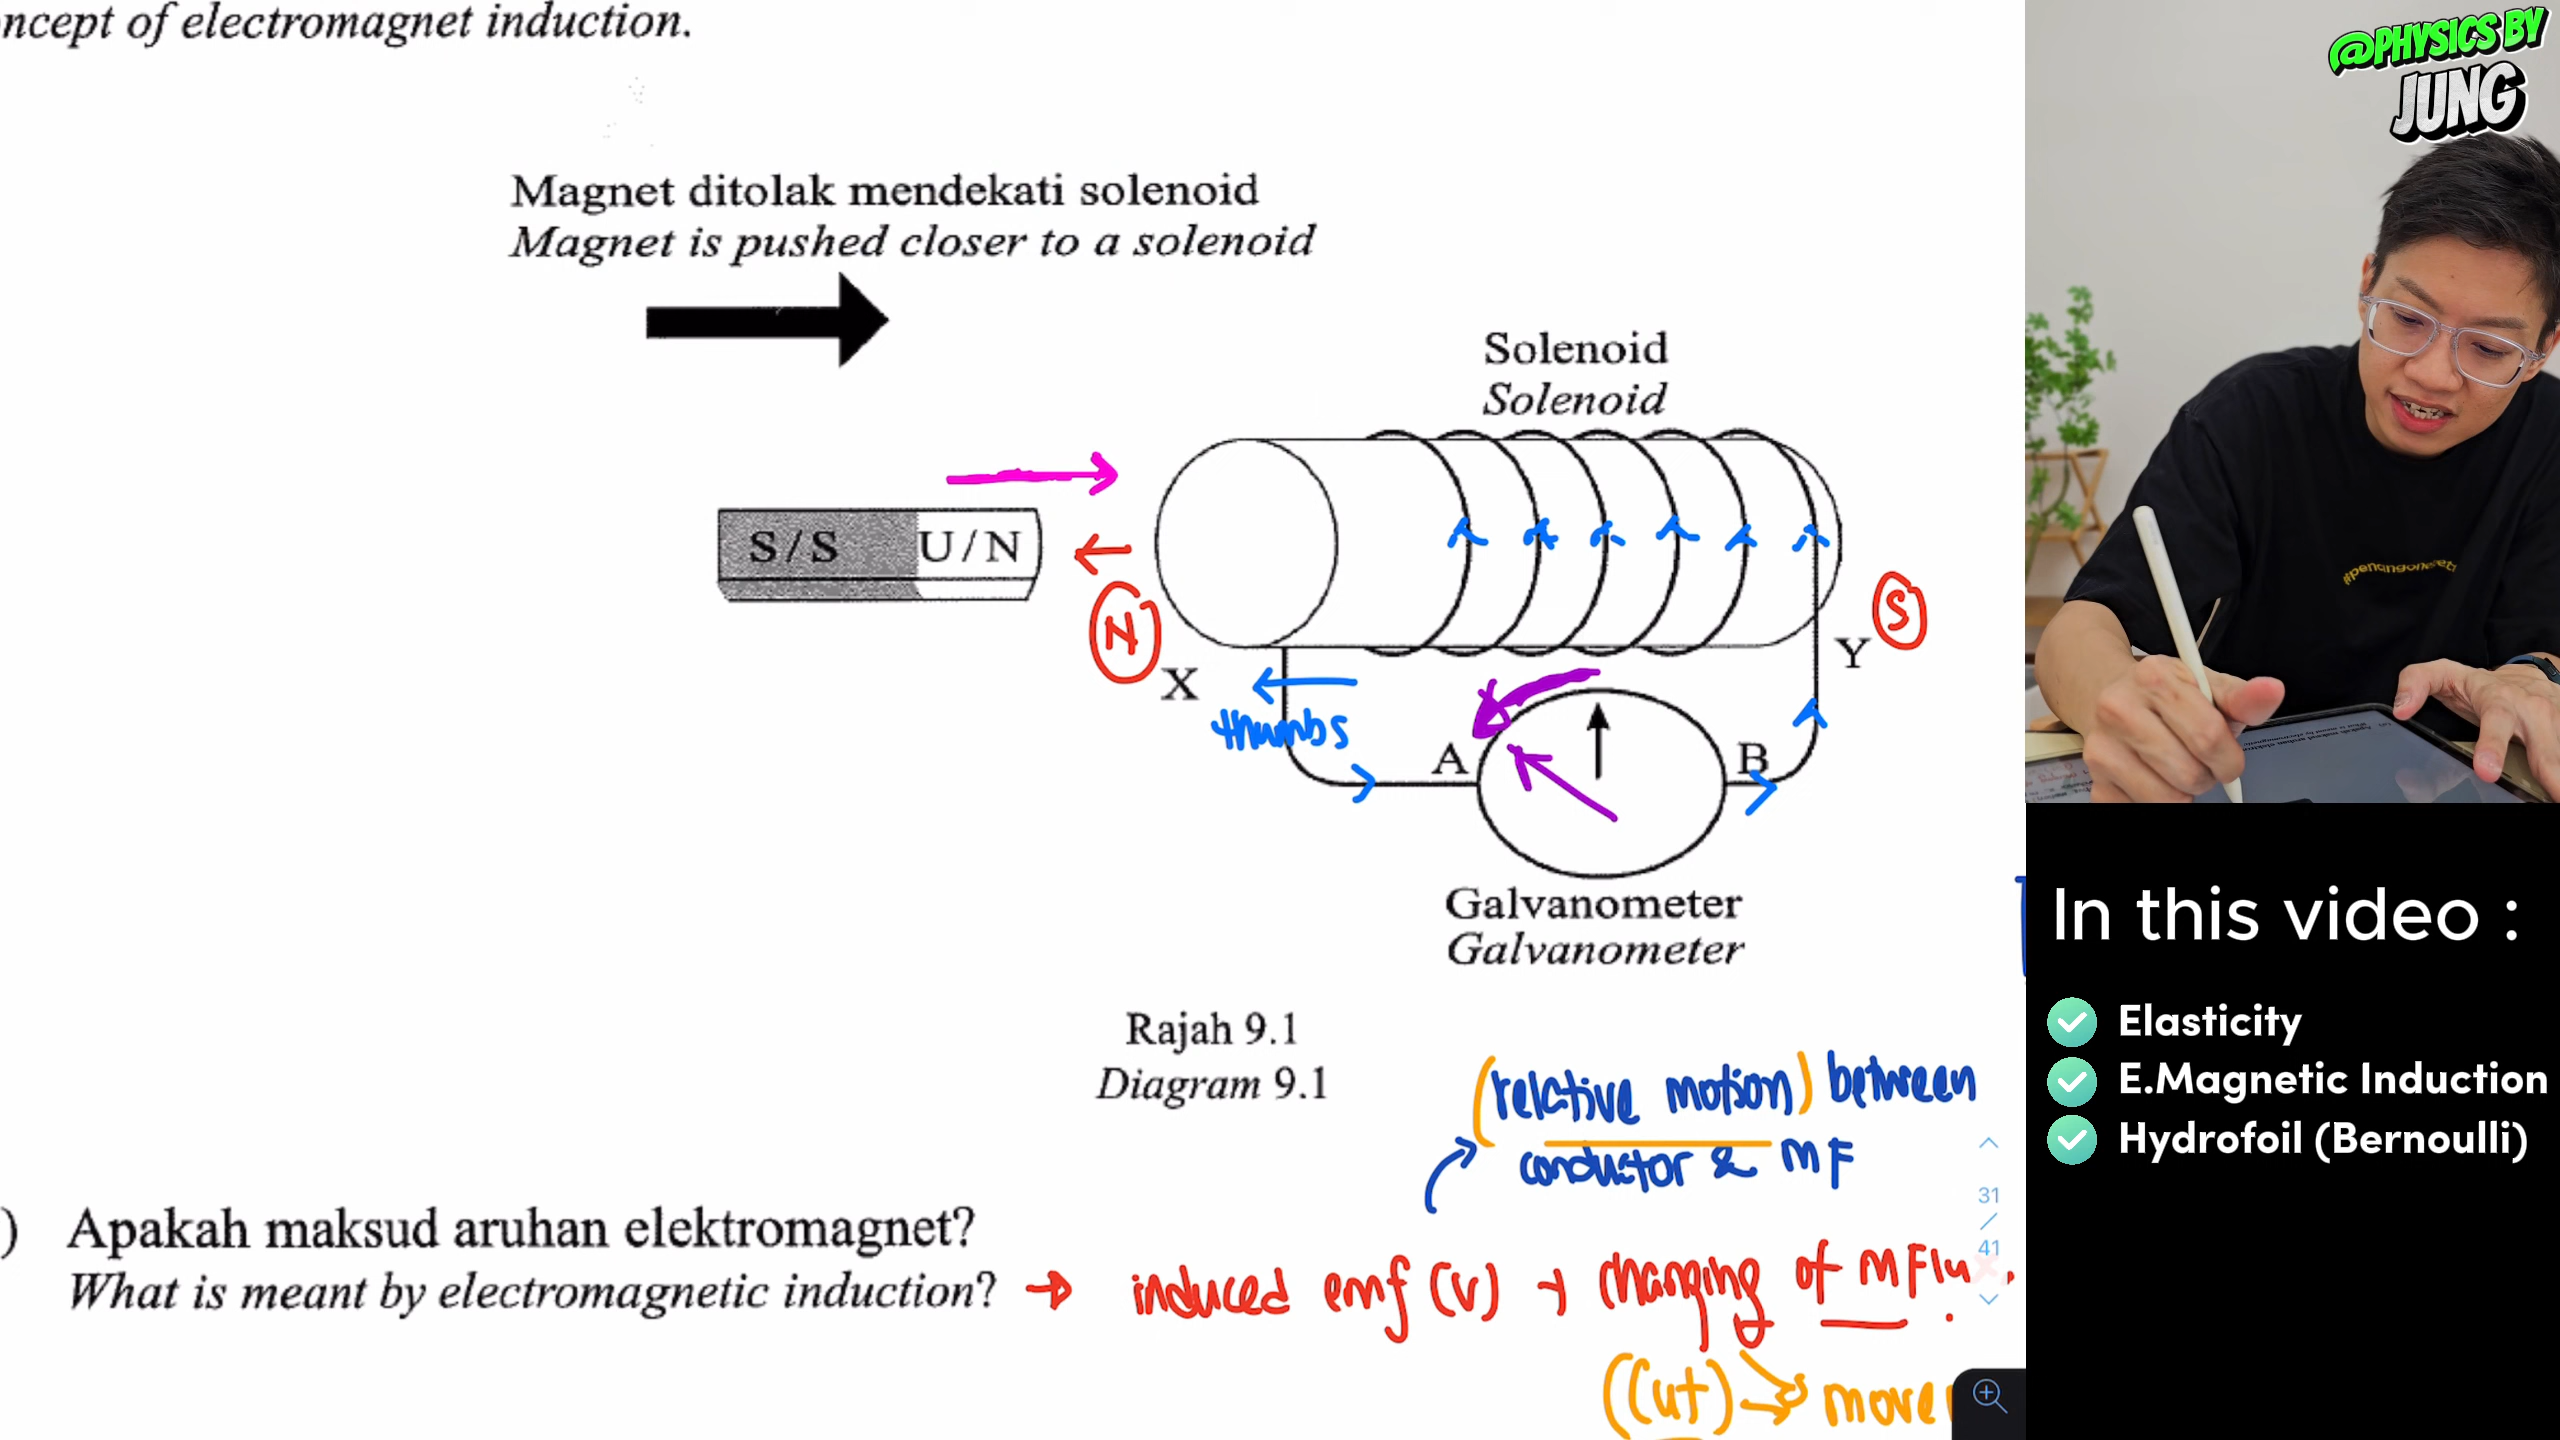 ncept of electromagnet induction.
@PHYSICS BY
JUNG
Magnet ditolak mendekati solenoid
Magnet is pushed closer to a solenoid
Solenoid
Solenoid
S/S U/N
N
S
X
Y
thumbs
A
B
Galvanometer
Galvanometer
Rajah 9.1
Diagram 9.1
(relative motion) between
conductor & MF
) Apakah maksud aruhan elektromagnet?
What is meant by electromagnetic induction? → induced emf (V) → changing of MFlu
((ut) → move
31
/
41
In this video :
Elasticity
E.Magnetic Induction
Hydrofoil (Bernoulli)